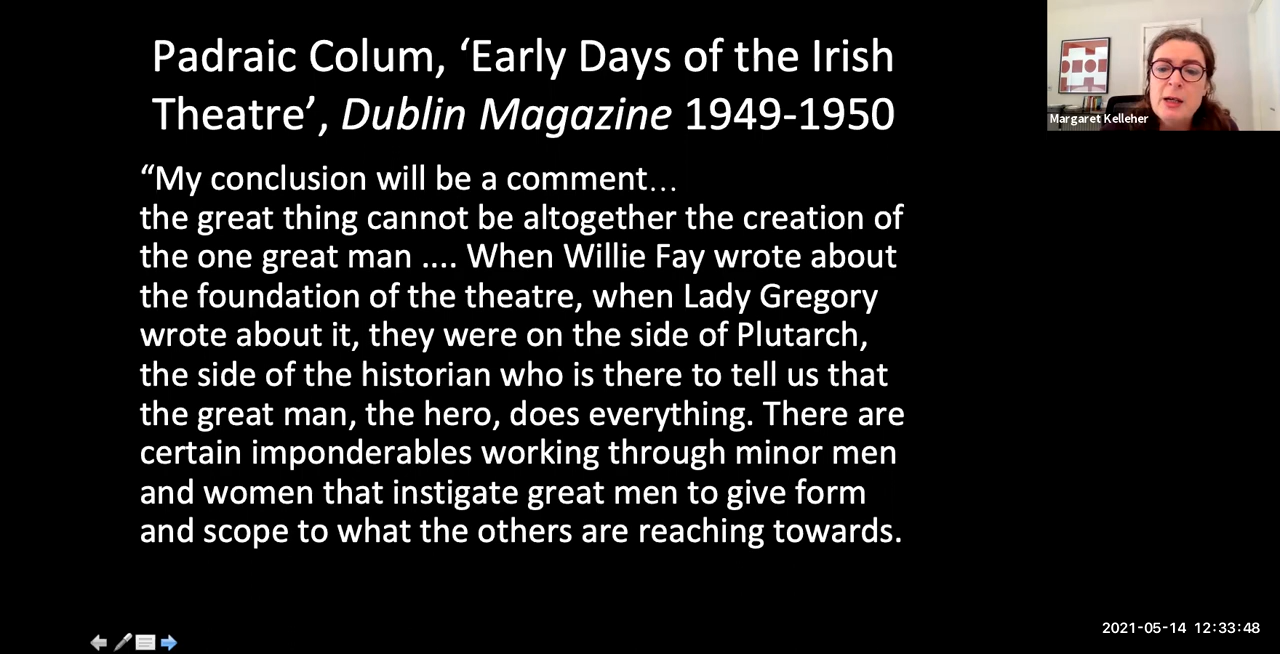 Padraic Colum, ‘Early Days of the Irish
Theatre’, Dublin Magazine 1949-1950
“My conclusion will be a comment…
the great thing cannot be altogether the creation of
the one great man .... When Willie Fay wrote about
the foundation of the theatre, when Lady Gregory
wrote about it, they were on the side of Plutarch,
the side of the historian who is there to tell us that
the great man, the hero, does everything. There are
certain imponderables working through minor men
and women that instigate great men to give form
and scope to what the others are reaching towards.
Margaret Kelleher
2021-05-14 12:33:48